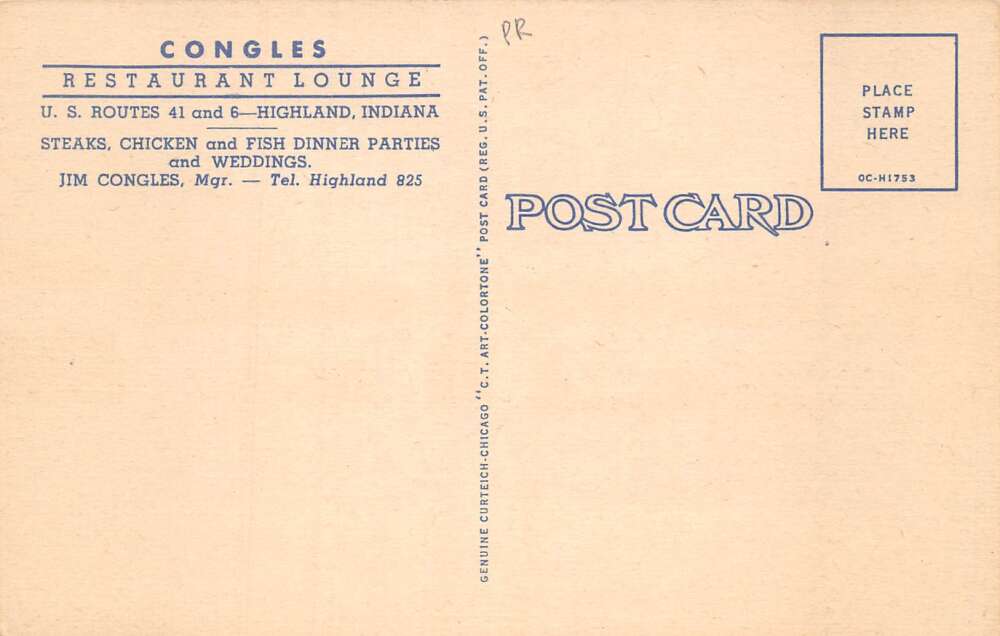 CONGLES
RESTAURANT LOUNGE
U. S. ROUTES 41 and 6—HIGHLAND, INDIANA
STEAKS, CHICKEN and FISH DINNER PARTIES
and WEDDINGS.
JIM CONGLES, Mgr. — Tel. Highland 825
GENUINE CURTEICH-CHICAGO "C.T. ART-COLORTONE" POST CARD (REG. U.S. PAT. OFF.)
PR
POST CARD
PLACE
STAMP
HERE
OC-H1753